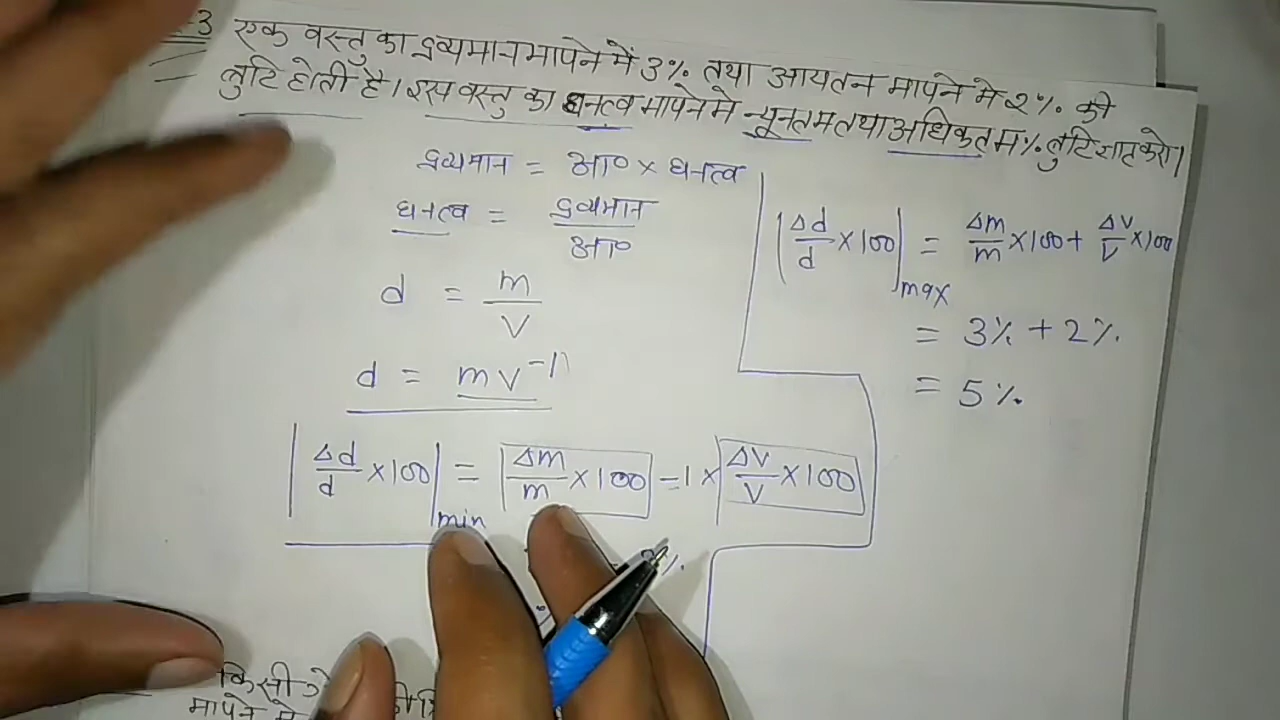 3 एक वस्तु का द्रव्यमान मापने में 3% तथा आयतन मापने मे 2% की
त्रुटि होती है। इस वस्तु का घनत्व मापने मे न्यूनतम तथा अधिकतम % त्रुटि ज्ञात करो।
द्रव्यमान = आ० × घनत्व
घनत्व = द्रव्यमान / आ०
d = m / V
d = mv⁻¹
|Δd/d × 100|min = |Δm/m × 100| - 1 × |ΔV/V × 100|
|Δd/d × 100|max = Δm/m × 100 + ΔV/V × 100
= 3% + 2%
= 5%
%.
किसी
मापने मे